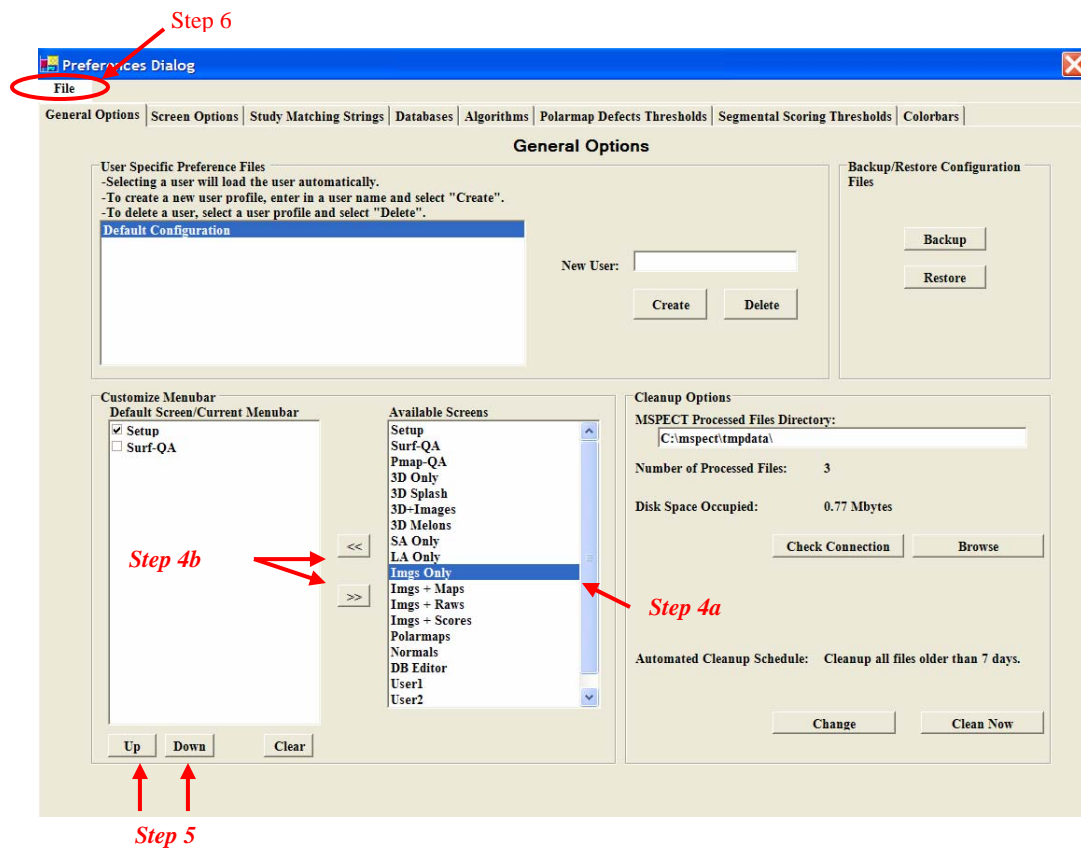 Step 6
Preferences Dialog
File
General Options Screen Options Study Matching Strings Databases Algorithms Polarmap Defects Thresholds Segmental Scoring Thresholds Colorbars
General Options
User Specific Preference Files
-Selecting a user will load the user automatically.
-To create a new user profile, enter in a user name and select "Create".
-To delete a user, select a user profile and select "Delete".
Default Configuration
New User:
Create Delete
Backup/Restore Configuration
Files
Backup
Restore
Customize Menubar
Default Screen/Current Menubar
Setup
Surf-QA
Step 4b
<<
>>
Up Down Clear
Step 5
Available Screens
Setup
Surf-QA
Pmap-QA
3D Only
3D Splash
3D+Images
3D Melons
SA Only
LA Only
Imgs Only
Imgs + Maps
Imgs + Raws
Imgs + Scores
Polarmaps
Normals
DB Editor
User1
User2
Step 4a
Cleanup Options
MSPECT Processed Files Directory:
C:\mspect\tmpdata\
Number of Processed Files: 3
Disk Space Occupied: 0.77 Mbytes
Check Connection Browse
Automated Cleanup Schedule: Cleanup all files older than 7 days.
Change Clean Now